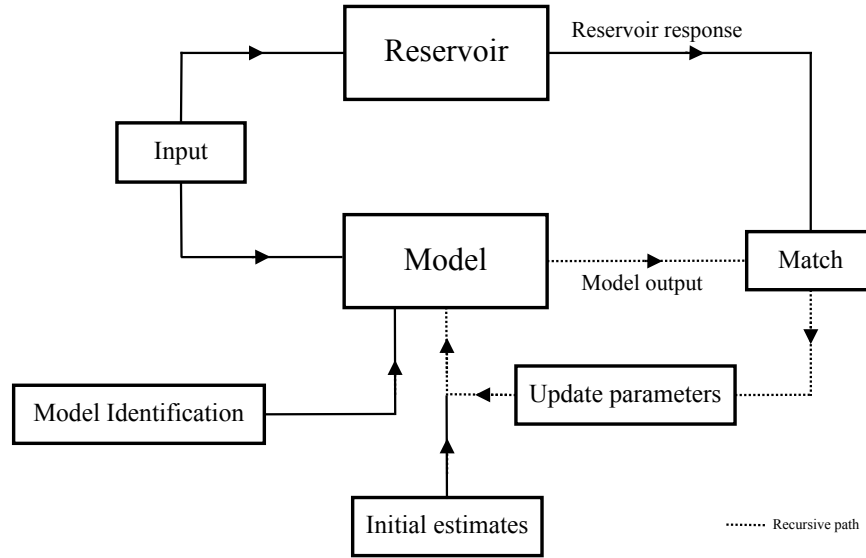 Reservoir
Reservoir response
Input
Model
Match
Model output
Update parameters
Model Identification
Initial estimates
Recursive path